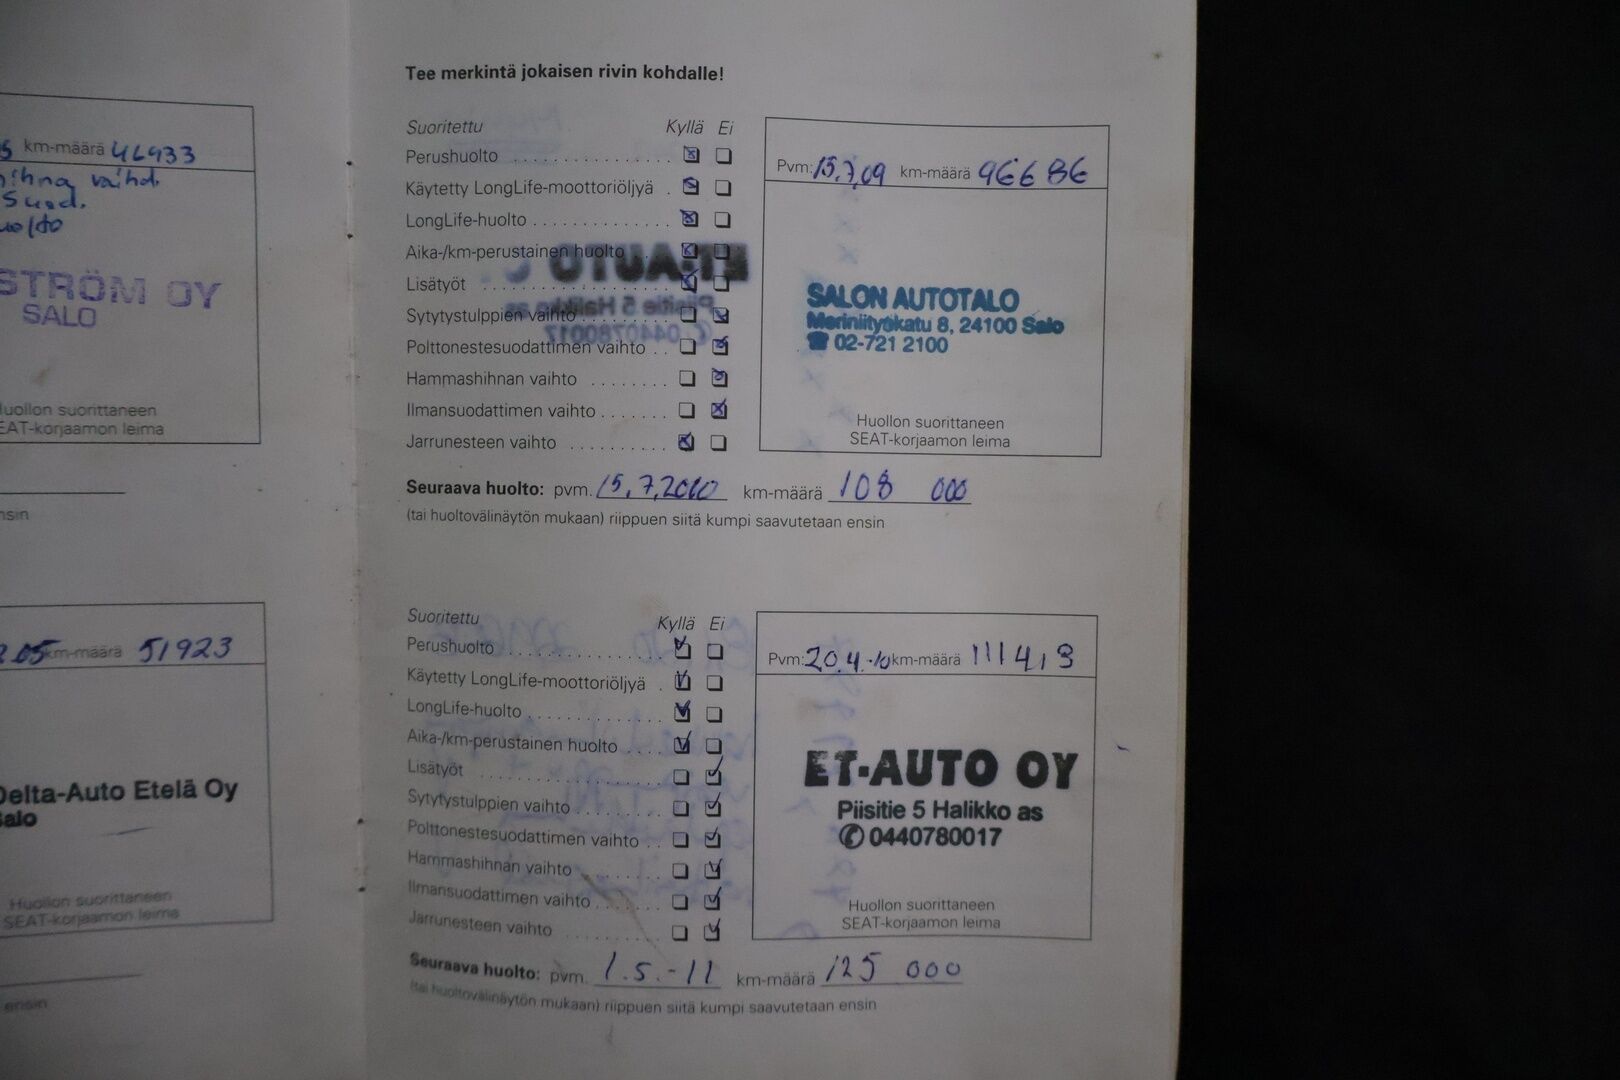 km-määrä 46933
vaihd.
STRÖM OY
SALO
Huollon suorittaneen
SEAT-korjaamon leima
ensin
05 km-määrä 51923
Delta-Auto Etelä Oy
Salo
Huollon suorittaneen
SEAT-korjaamon leima
ensin
Tee merkintä jokaisen rivin kohdalle!
Suoritettu Kyllä Ei
Perushuolto
Käytetty LongLife-moottoriöljyä
LongLife-huolto
Aika-/km-perustainen huolto
Lisätyöt
Sytytystulppien vaihto
Polttonestesuodattimen vaihto
Hammashihnan vaihto
Ilmansuodattimen vaihto
Jarrunesteen vaihto
Pvm: 15.7.09 km-määrä 96686
SALON AUTOTALO
Meriniitynkatu 8, 24100 Salo
☎ 02-721 2100
Huollon suorittaneen
SEAT-korjaamon leima
Seuraava huolto: pvm. 15.7.2010 km-määrä 108 000
(tai huoltovälinäytön mukaan) riippuen siitä kumpi saavutetaan ensin
Suoritettu Kyllä Ei
Perushuolto
Käytetty LongLife-moottoriöljyä
LongLife-huolto
Aika-/km-perustainen huolto
Lisätyöt
Sytytystulppien vaihto
Polttonestesuodattimen vaihto
Hammashihnan vaihto
Ilmansuodattimen vaihto
Jarrunesteen vaihto
Pvm: 20.4.-10 km-määrä 111413
ET-AUTO OY
Piisitie 5 Halikko as
✆ 0440780017
Huollon suorittaneen
SEAT-korjaamon leima
Seuraava huolto: pvm. 1.5.-11 km-määrä 125 000
(tai huoltovälinäytön mukaan) riippuen siitä kumpi saavutetaan ensin